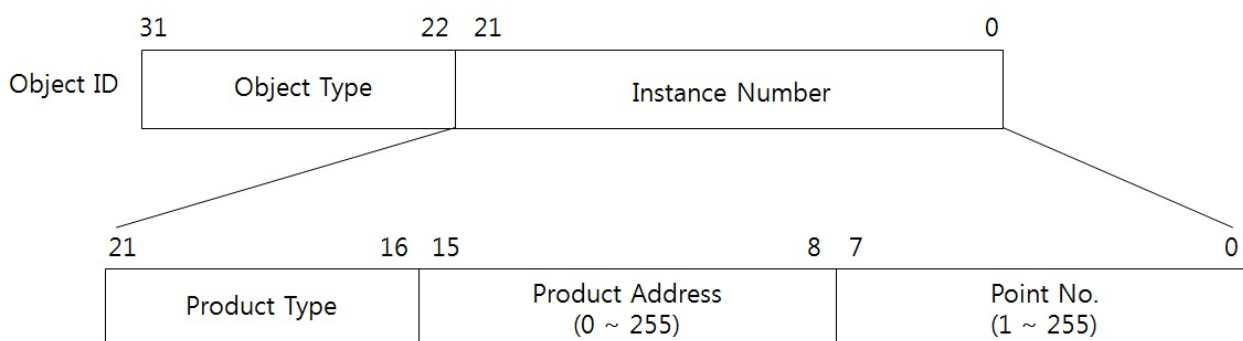 31 22 21 0
Object ID Object Type Instance Number
21 16 15 8 7 0
Product Type Product Address Point No.
(0 ~ 255) (1 ~ 255)